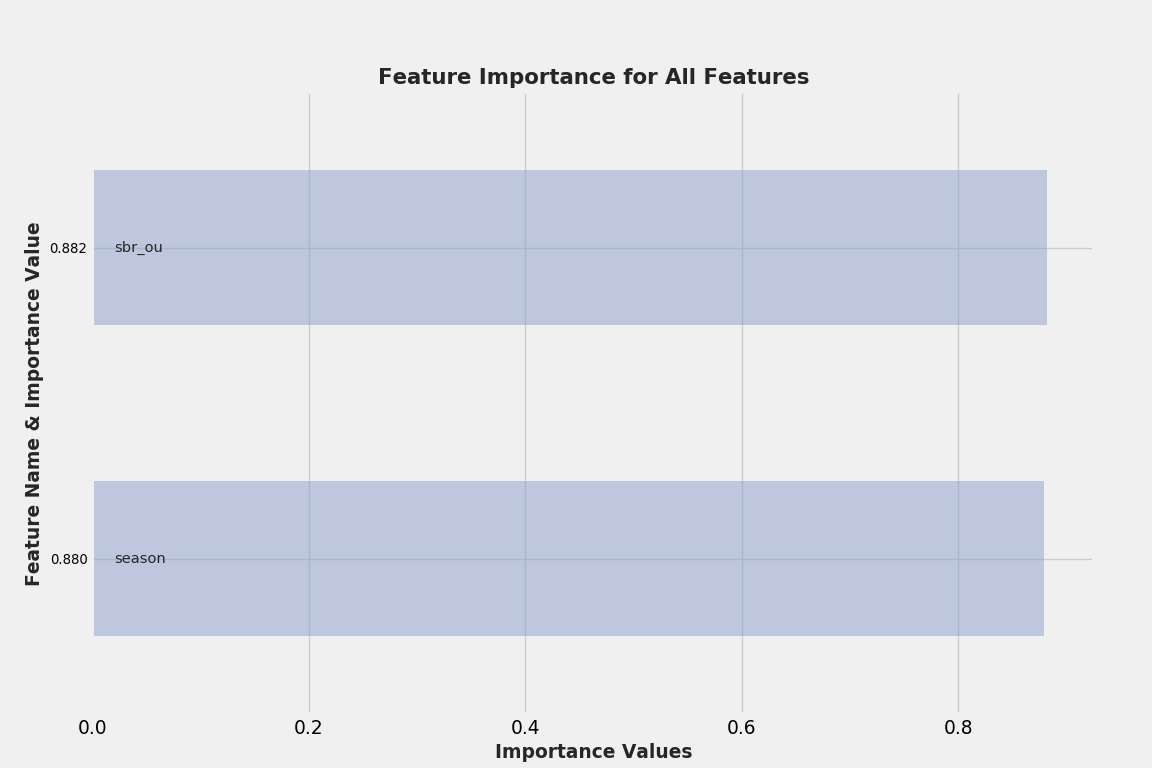 Feature Importance for All Features
Feature Name & Importance Value
0.882
sbr_ou
0.880
season
0.0 0.2 0.4 0.6 0.8
Importance Values